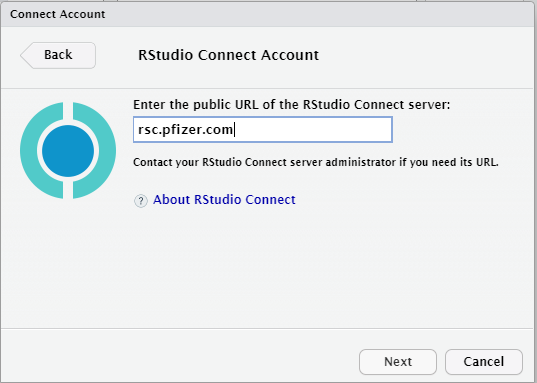 Connect Account
Back
RStudio Connect Account
Enter the public URL of the RStudio Connect server:
rsc.pfizer.com
Contact your RStudio Connect server administrator if you need its URL.
? About RStudio Connect
Next
Cancel